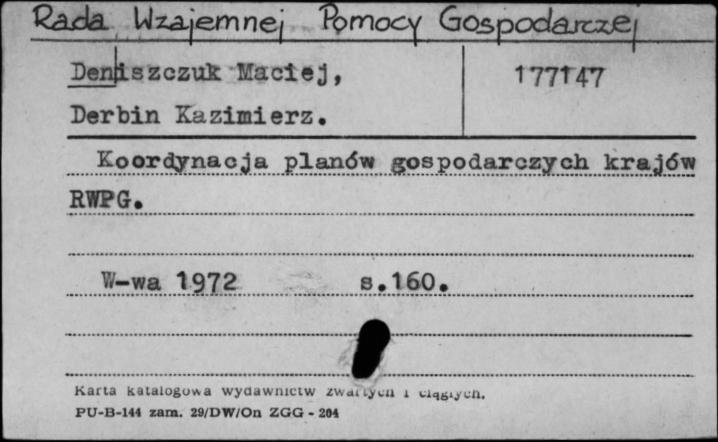 Rada Wzajemnej Pomocy Gospodarczej
Deniszczuk Maciej, 177147
Derbin Kazimierz.
Koordynacja planów gospodarczych krajów
RWPG.
W-wa 1972 s.160.
Karta katalogowa wydawnictw zwartych i ciągłych.
PU-B-144 zam. 29/DW/On ZGG - 204